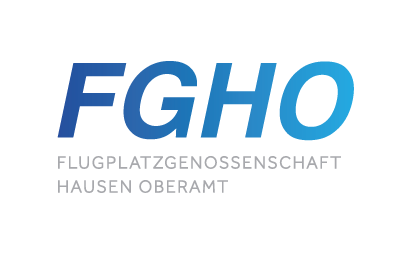 FGHO
FLUGPLATZGENOSSENSCHAFT
HAUSEN OBERAMT